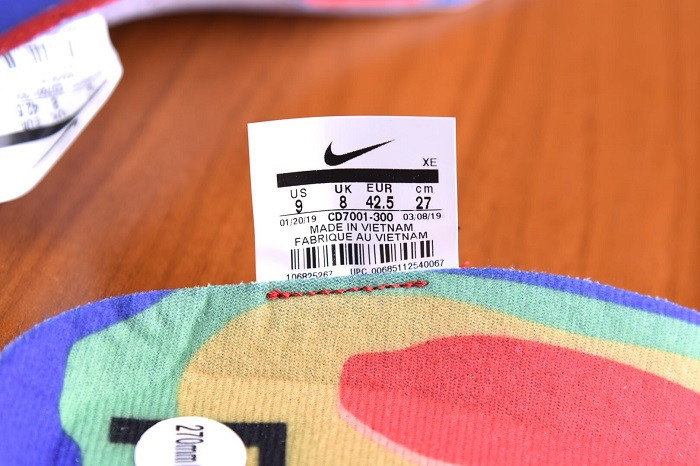 XE
US UK EUR cm
9 8 42.5 27
01/20/19 CD7001-300 03/08/19
MADE IN VIETNAM
FABRIQUE AU VIETNAM
106825267 UPC 00685112540067
270mm